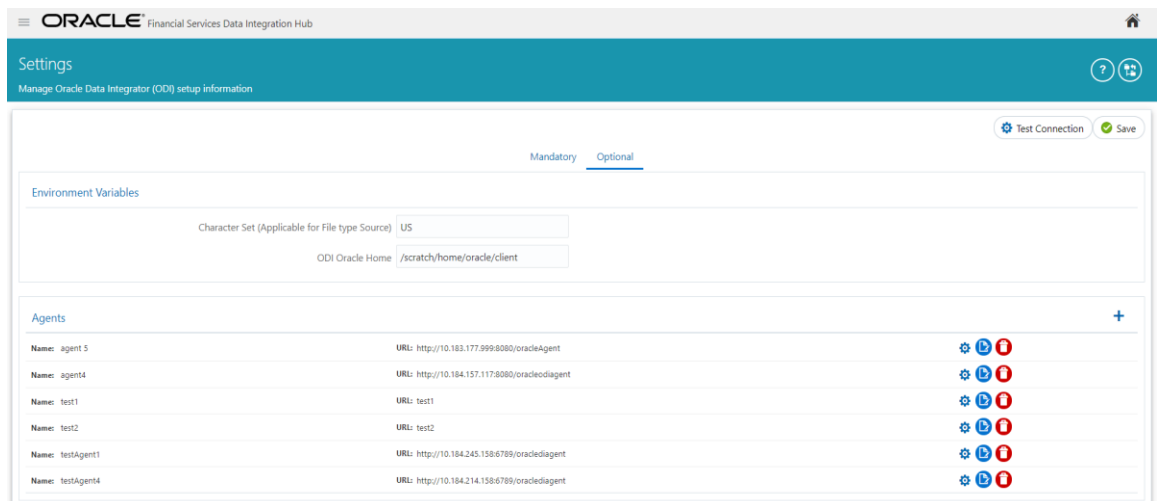 ORACLE® Financial Services Data Integration Hub
Settings
Manage Oracle Data Integrator (ODI) setup information
?
Test Connection Save
Mandatory Optional
Environment Variables
Character Set (Applicable for File type Source) US
ODI Oracle Home /scratch/home/oracle/client
Agents +
Name: agent 5 URL: http://10.183.177.999:8080/oracleAgent
Name: agent4 URL: http://10.184.157.117:8080/oracleodiagent
Name: test1 URL: test1
Name: test2 URL: test2
Name: testAgent1 URL: http://10.184.245.158:6789/oraclediagent
Name: testAgent4 URL: http://10.184.214.158:6789/oraclediagent